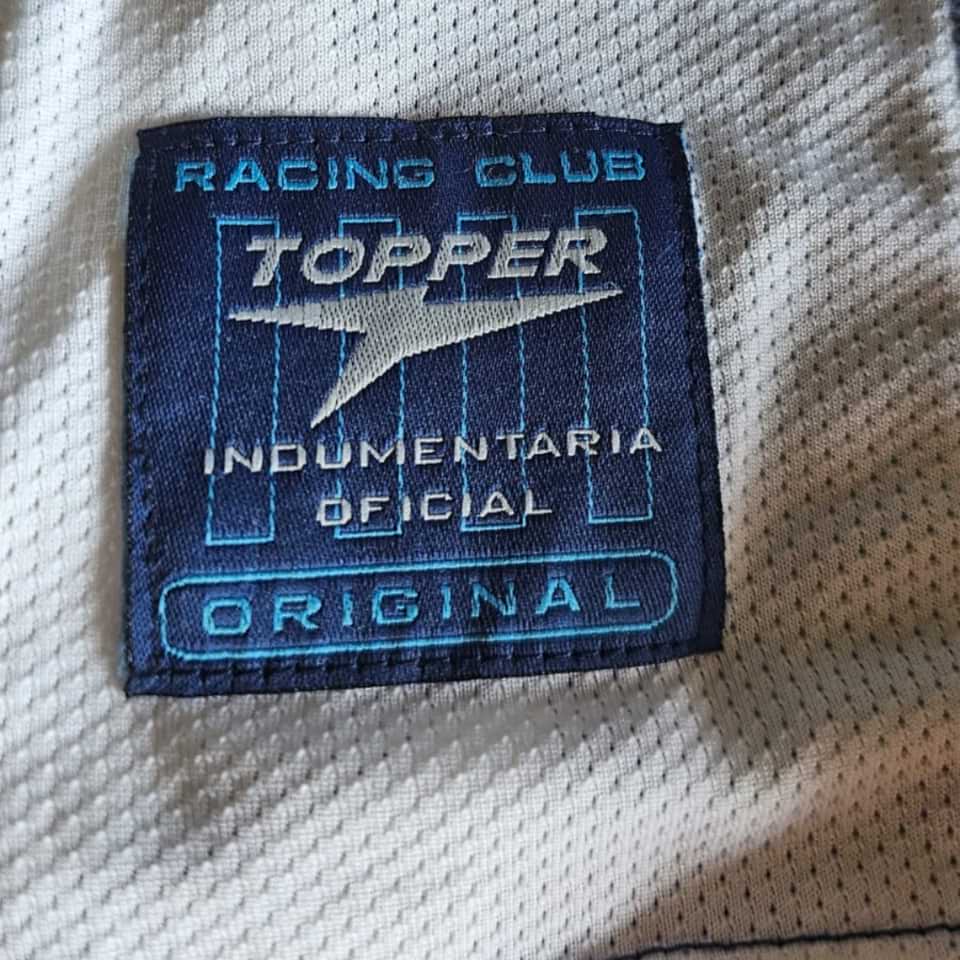 RACING CLUB
TOPPER
INDUMENTARIA
OFICIAL
ORIGINAL